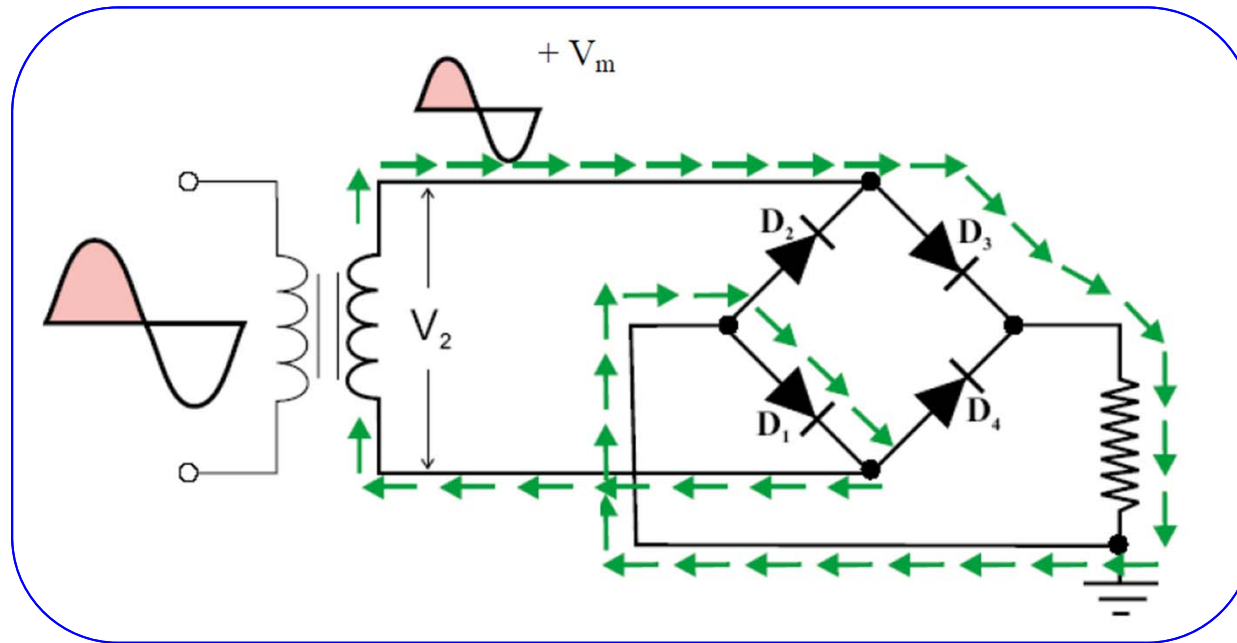 + Vₘ
D₂
D₃
V₂
D₁
D₄